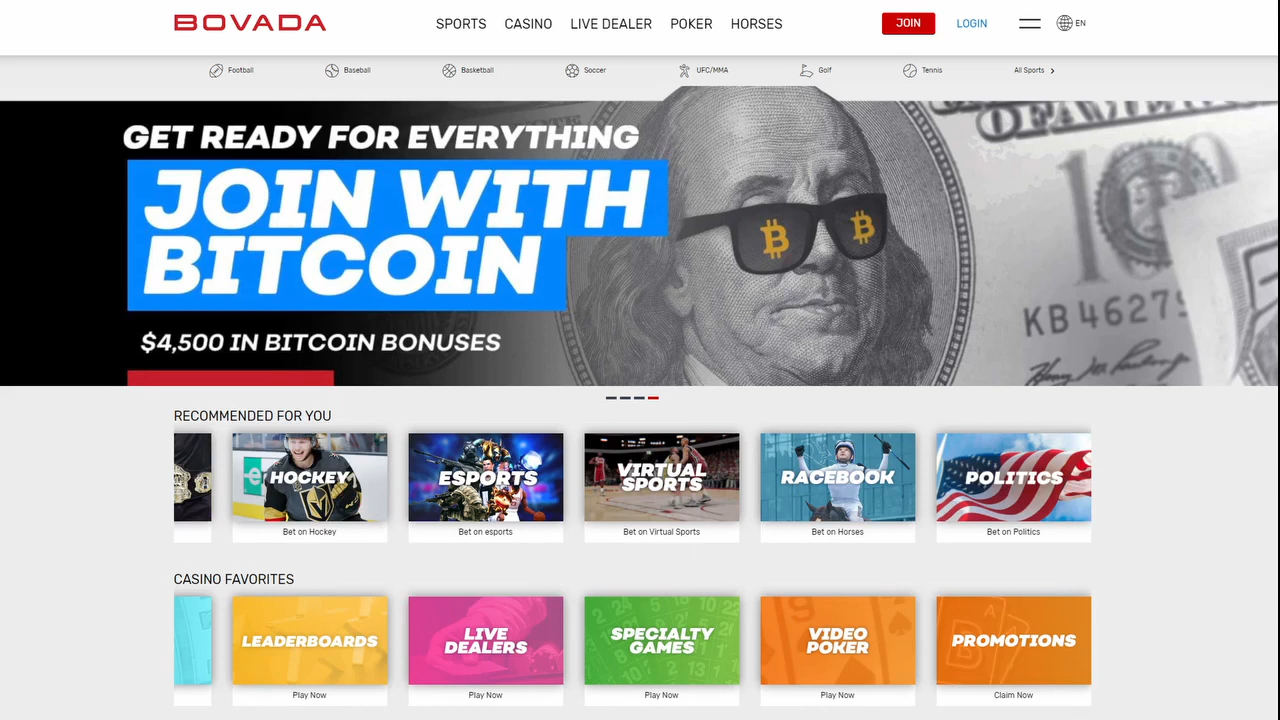 BOVADA
SPORTS CASINO LIVE DEALER POKER HORSES
JOIN LOGIN EN
Football Baseball Basketball Soccer UFC/MMA Golf Tennis All Sports
GET READY FOR EVERYTHING
JOIN WITH
BITCOIN
$4,500 IN BITCOIN BONUSES
100
KB 46279
RECOMMENDED FOR YOU
HOCKEY ESPORTS VIRTUAL SPORTS RACEBOOK POLITICS
Bet on Hockey Bet on esports Bet on Virtual Sports Bet on Horses Bet on Politics
CASINO FAVORITES
LEADERBOARDS LIVE DEALERS SPECIALTY GAMES VIDEO POKER PROMOTIONS
Play Now Play Now Play Now Play Now Claim Now